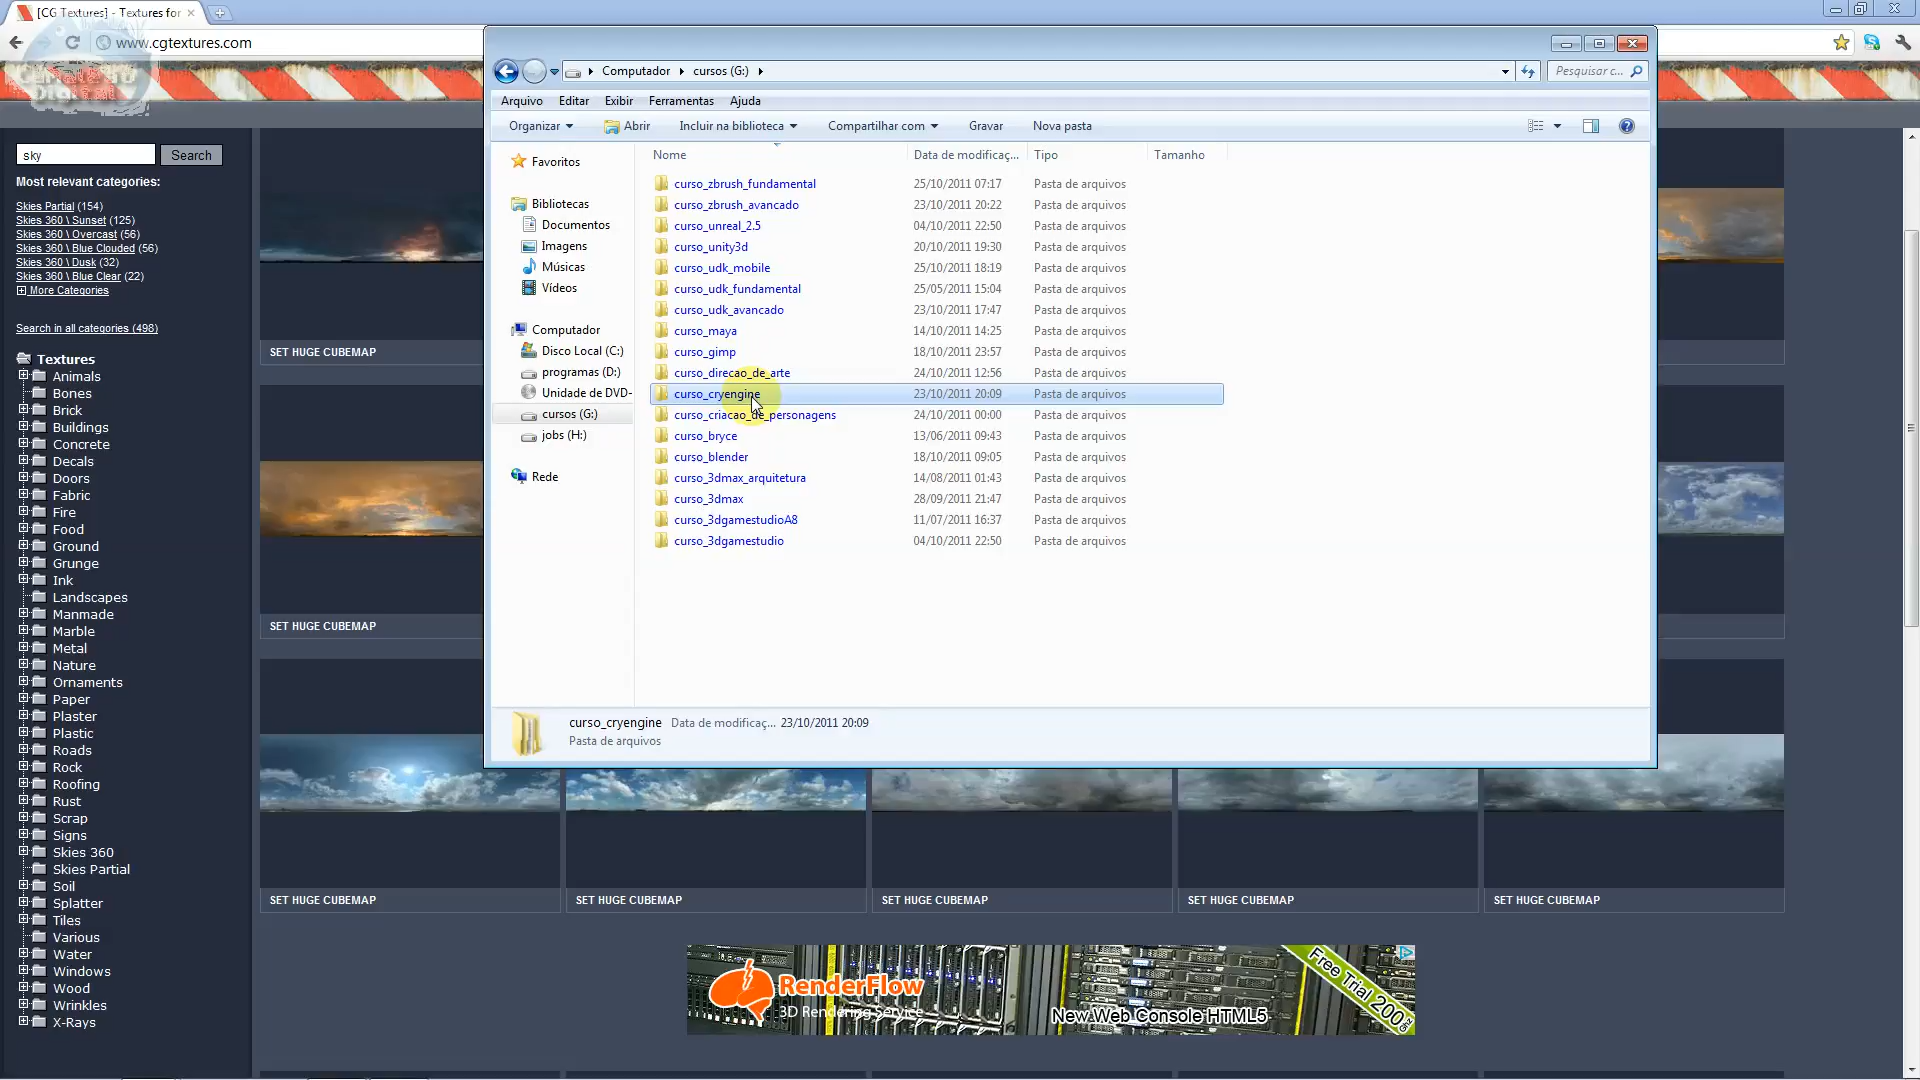 [CG Textures] - Textures for
www.cgtextures.com
Computador
cursos (G:)
Pesquisar c...
Arquivo
Editar
Exibir
Ferramentas
Ajuda
Organizar
Abrir
Incluir na biblioteca
Compartilhar com
Gravar
Nova pasta
Favoritos
Bibliotecas
Documentos
Imagens
Músicas
Vídeos
Computador
Disco Local (C:)
programas (D:)
Unidade de DVD-
cursos (G:)
jobs (H:)
Rede
Nome
Data de modificaç...
Tipo
Tamanho
curso_zbrush_fundamental 25/10/2011 07:17 Pasta de arquivos
curso_zbrush_avancado 23/10/2011 20:22 Pasta de arquivos
curso_unreal_2.5 04/10/2011 22:50 Pasta de arquivos
curso_unity3d 20/10/2011 19:30 Pasta de arquivos
curso_udk_mobile 25/10/2011 18:19 Pasta de arquivos
curso_udk_fundamental 25/05/2011 15:04 Pasta de arquivos
curso_udk_avancado 23/10/2011 17:47 Pasta de arquivos
curso_maya 14/10/2011 14:25 Pasta de arquivos
curso_gimp 18/10/2011 23:57 Pasta de arquivos
curso_direcao_de_arte 24/10/2011 12:56 Pasta de arquivos
curso_cryengine 23/10/2011 20:09 Pasta de arquivos
curso_criacao_de_personagens 24/10/2011 00:00 Pasta de arquivos
curso_bryce 13/06/2011 09:43 Pasta de arquivos
curso_blender 18/10/2011 09:05 Pasta de arquivos
curso_3dmax_arquitetura 14/08/2011 01:43 Pasta de arquivos
curso_3dmax 28/09/2011 21:47 Pasta de arquivos
curso_3dgamestudioA8 11/07/2011 16:37 Pasta de arquivos
curso_3dgamestudio 04/10/2011 22:50 Pasta de arquivos
curso_cryengine Data de modificaç... 23/10/2011 20:09
Pasta de arquivos
sky
Search
Most relevant categories:
Skies Partial (154)
Skies 360 \ Sunset (125)
Skies 360 \ Overcast (56)
Skies 360 \ Blue Clouded (56)
Skies 360 \ Dusk (32)
Skies 360 \ Blue Clear (22)
More Categories
Search in all categories (498)
Textures
Animals
Bones
Brick
Buildings
Concrete
Decals
Doors
Fabric
Fire
Food
Ground
Grunge
Ink
Landscapes
Manmade
Marble
Metal
Nature
Ornaments
Paper
Plaster
Plastic
Roads
Rock
Roofing
Rust
Scrap
Signs
Skies 360
Skies Partial
Soil
Splatter
Tiles
Various
Water
Windows
Wood
Wrinkles
X-Rays
SET HUGE CUBEMAP
SET HUGE CUBEMAP
SET HUGE CUBEMAP
SET HUGE CUBEMAP
SET HUGE CUBEMAP
SET HUGE CUBEMAP
SET HUGE CUBEMAP
RenderFlow
3D Rendering Service
New Web Console HTML5
Free Trial 200